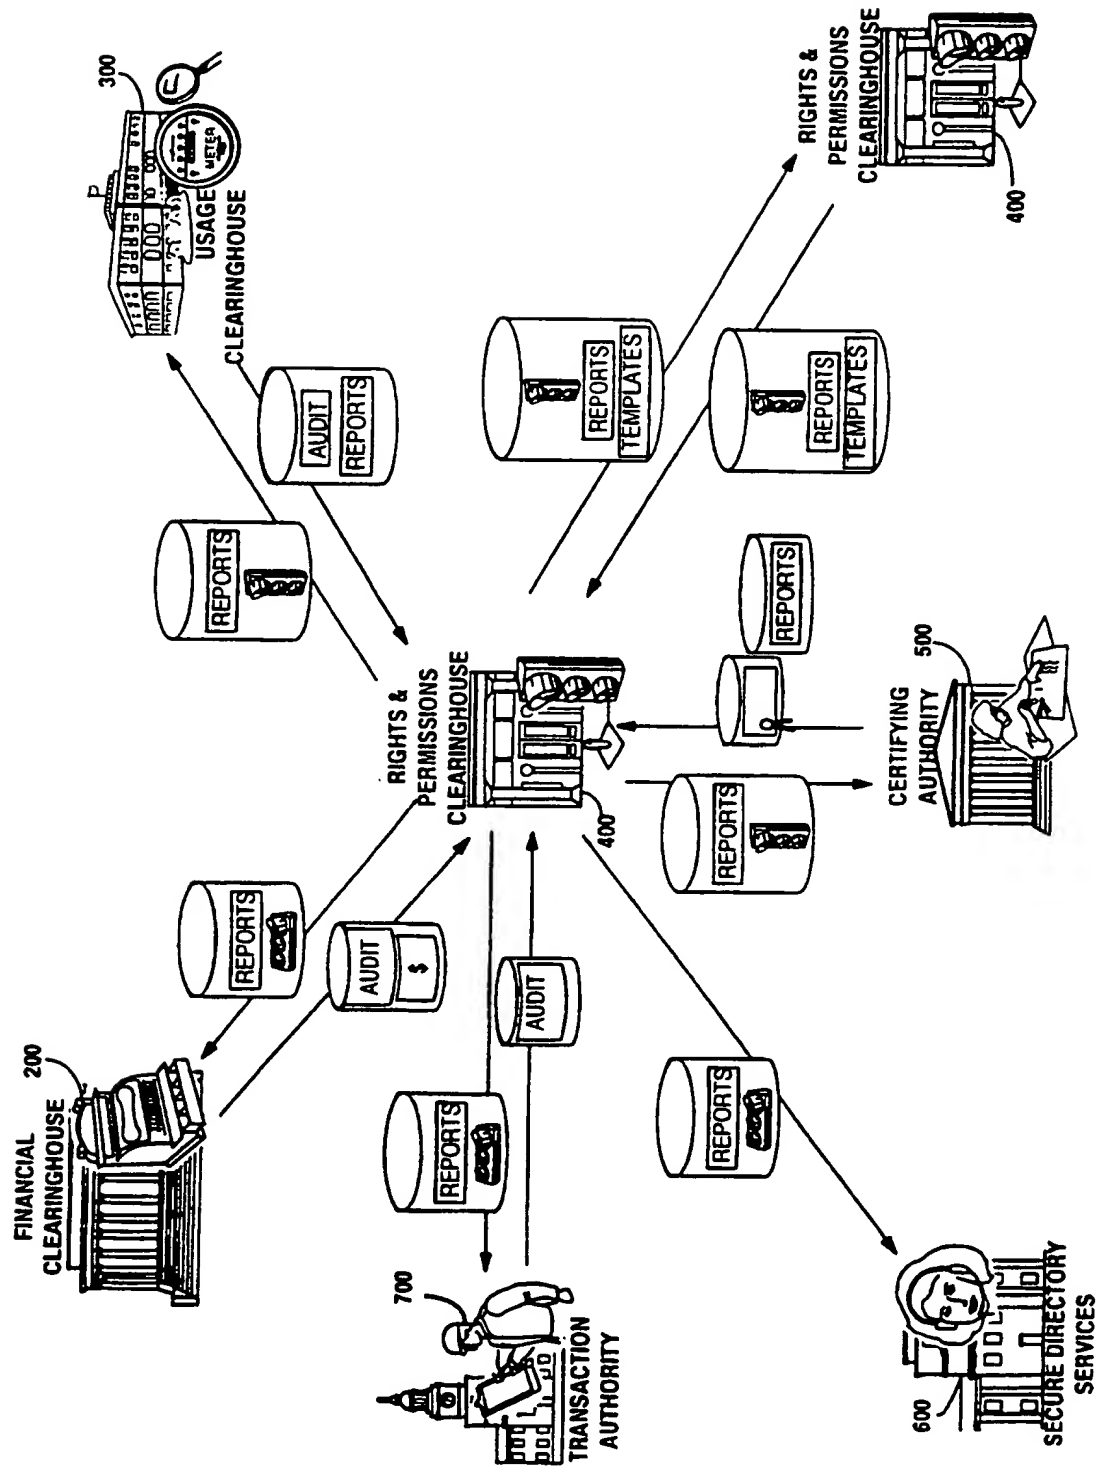 FINANCIAL
CLEARINGHOUSE
200
300
METER
USAGE
CLEARINGHOUSE
REPORTS
REPORTS
AUDIT
REPORTS
AUDIT
$
RIGHTS &
PERMISSIONS
CLEARINGHOUSE
400
700
TRANSACTION
AUTHORITY
REPORTS
AUDIT
REPORTS
TEMPLATES
REPORTS
TEMPLATES
RIGHTS &
PERMISSIONS
CLEARINGHOUSE
400
REPORTS
REPORTS
REPORTS
CERTIFYING
AUTHORITY
500
600
SECURE DIRECTORY
SERVICES